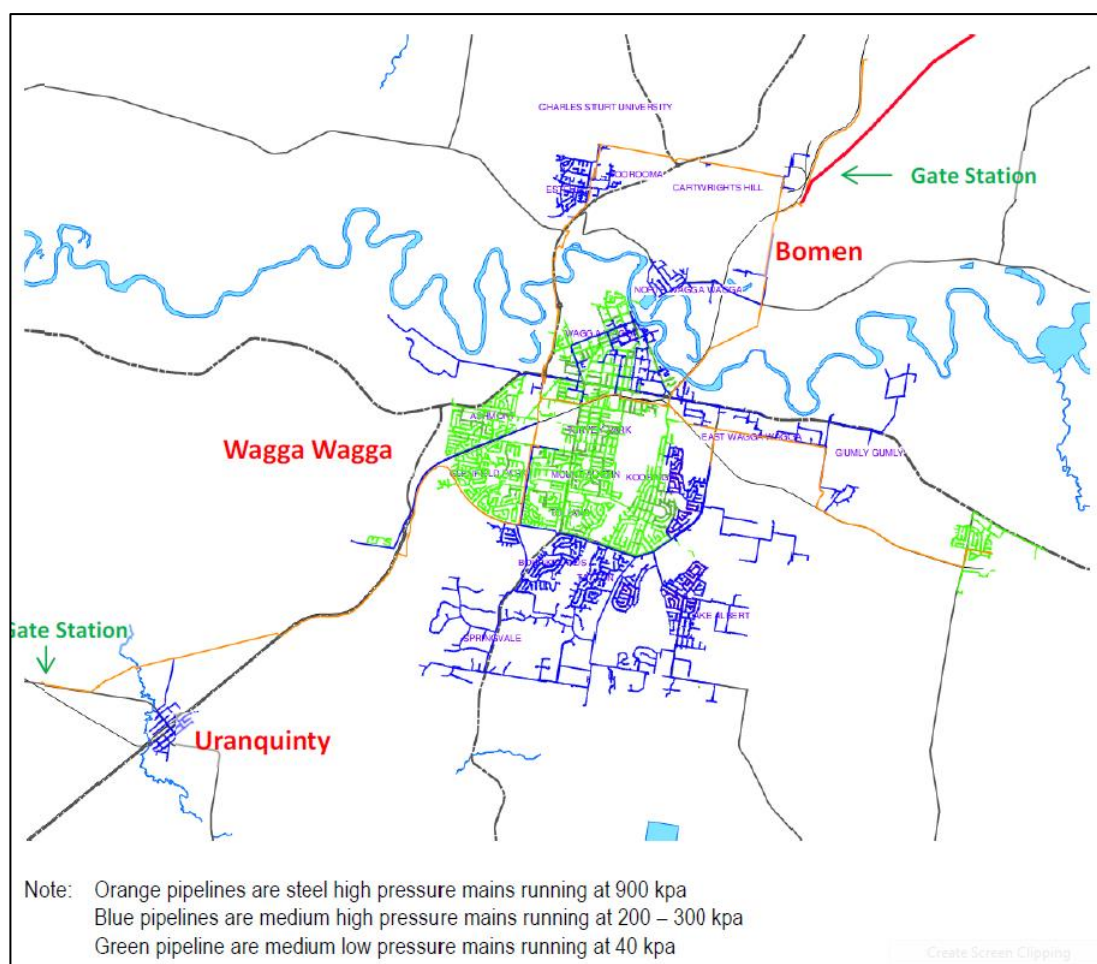 CHARLES STURT UNIVERSITY
CARTWRIGHTS HILL
Gate Station
Bomen
NORTH WAGGA WAGGA
Wagga Wagga
EAST WAGGA WAGGA
GUMLY GUMLY
MOUNT AUSTIN
Gate Station
SPRINGVALE
Uranquinty
Note: Orange pipelines are steel high pressure mains running at 900 kpa
Blue pipelines are medium high pressure mains running at 200 – 300 kpa
Green pipeline are medium low pressure mains running at 40 kpa
Create Screen Clipping